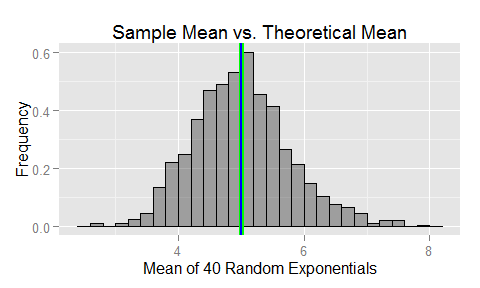 Sample Mean vs. Theoretical Mean
Frequency
0.6
0.4
0.2
0.0
4 6 8
Mean of 40 Random Exponentials